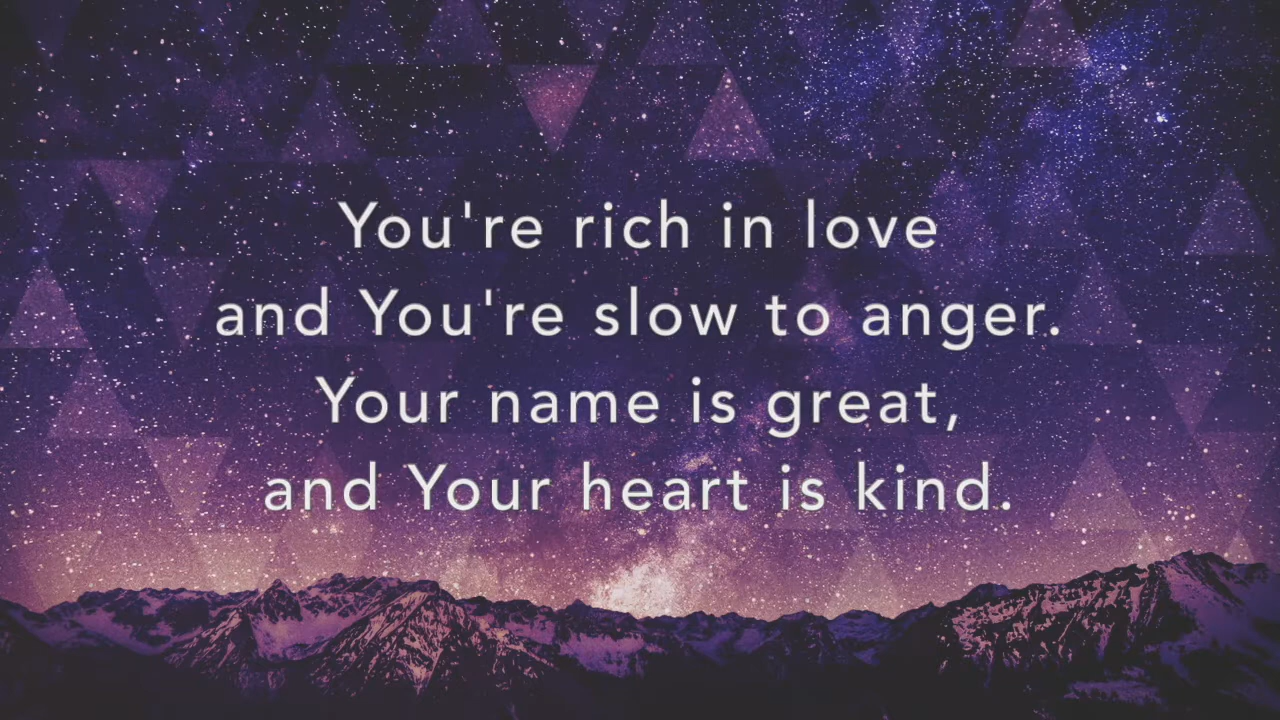 You're rich in love
and You're slow to anger.
Your name is great,
and Your heart is kind.